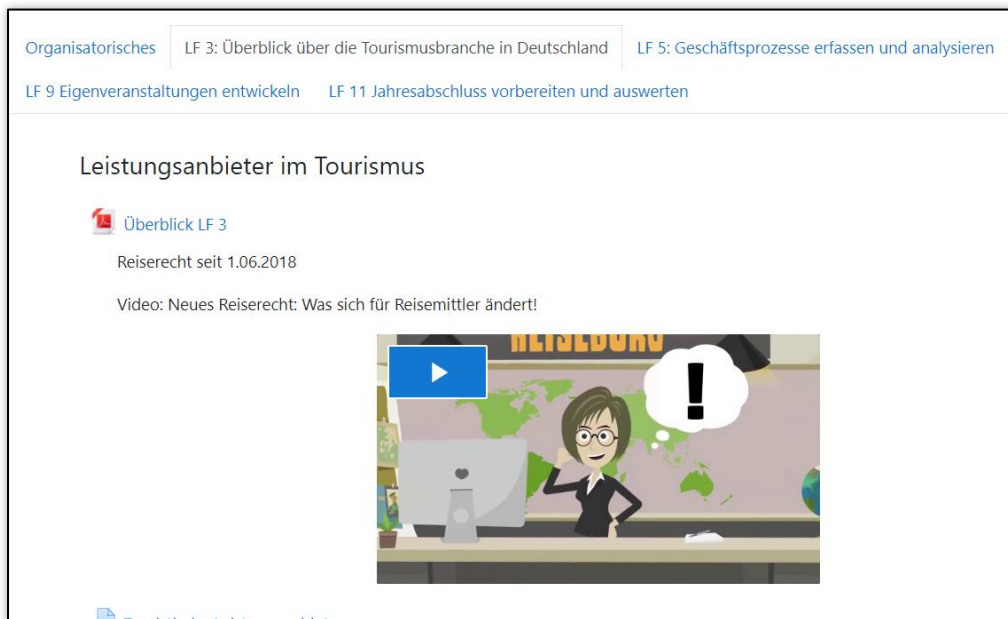 Organisatorisches LF 3: Überblick über die Tourismusbranche in Deutschland LF 5: Geschäftsprozesse erfassen und analysieren
LF 9 Eigenveranstaltungen entwickeln LF 11 Jahresabschluss vorbereiten und auswerten
Leistungsanbieter im Tourismus
Überblick LF 3
Reiserecht seit 1.06.2018
Video: Neues Reiserecht: Was sich für Reisemittler ändert!
!